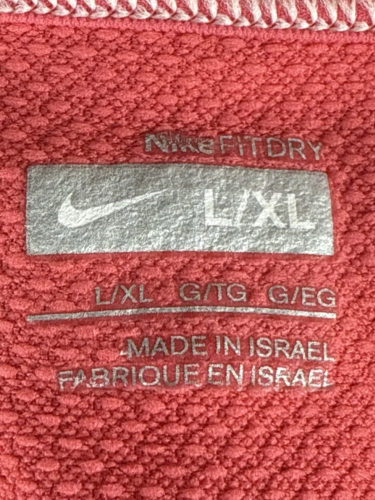 NikeFITDRY
L/XL
L/XL G/TG G/EG
MADE IN ISRAEL
FABRIQUE EN ISRAEL